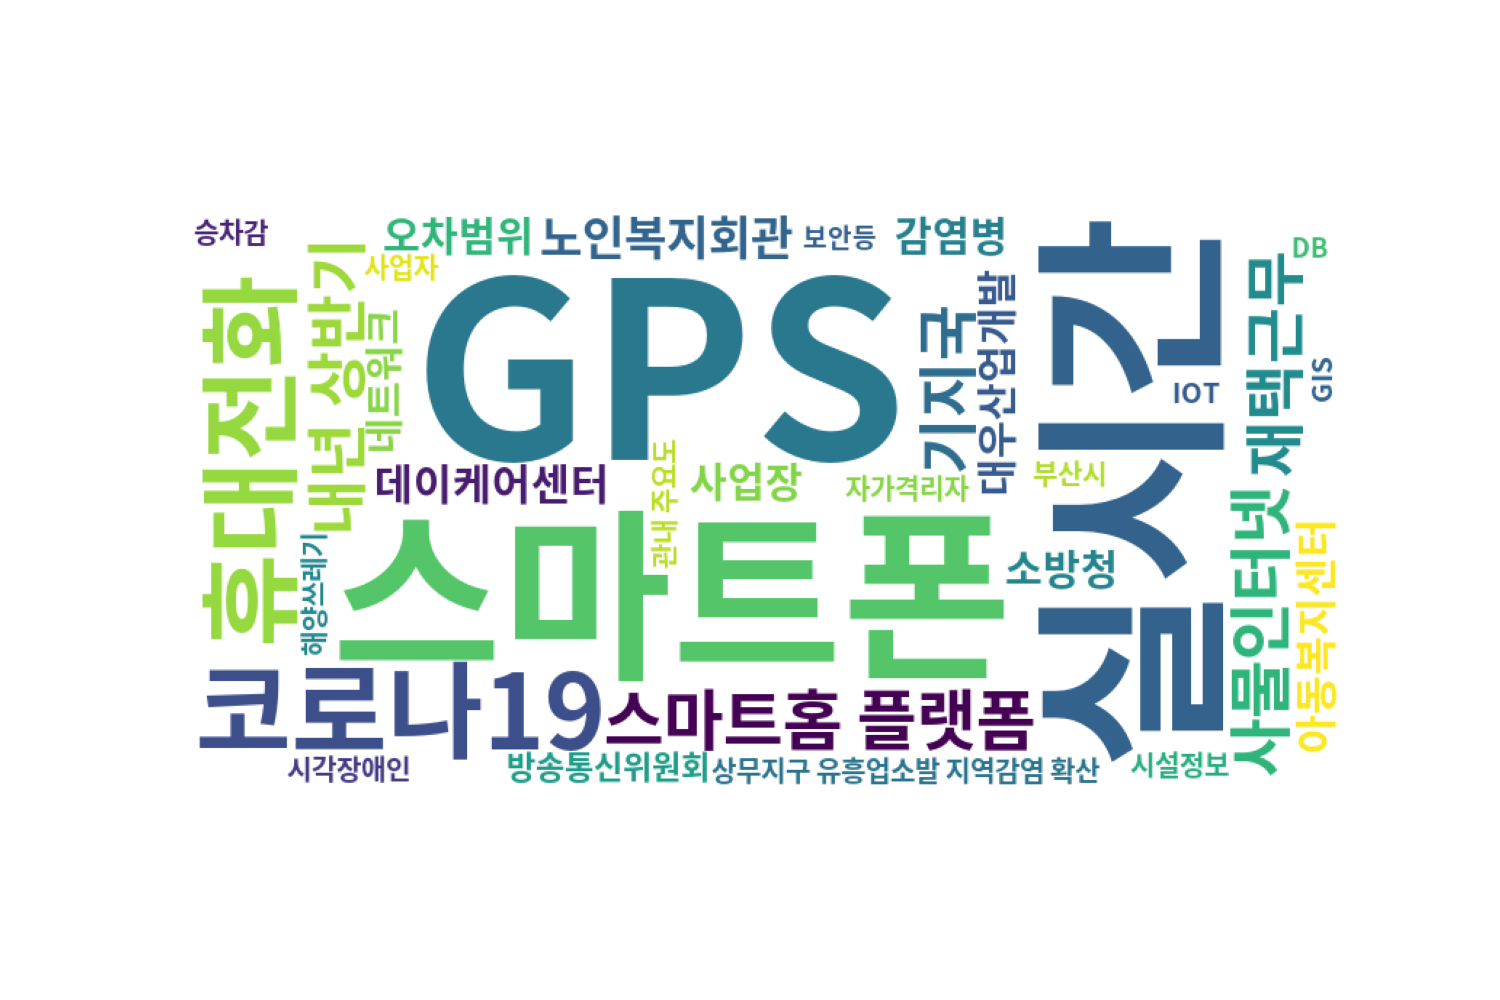 승차감
오차범위
노인복지회관
보안등
감염병
DB
사업자
GPS
실시간
휴대전화
내년 상반기
네트워크
기지국
대우산업개발
재택근무
IOT
GIS
데이케어센터
관내 주요도
사업장
자가격리자
부산시
스마트폰
소방청
사물인터넷
아동복지센터
해양쓰레기
코로나19
스마트홈 플랫폼
시각장애인
방송통신위원회
상무지구 유흥업소발 지역감염 확산
시설정보